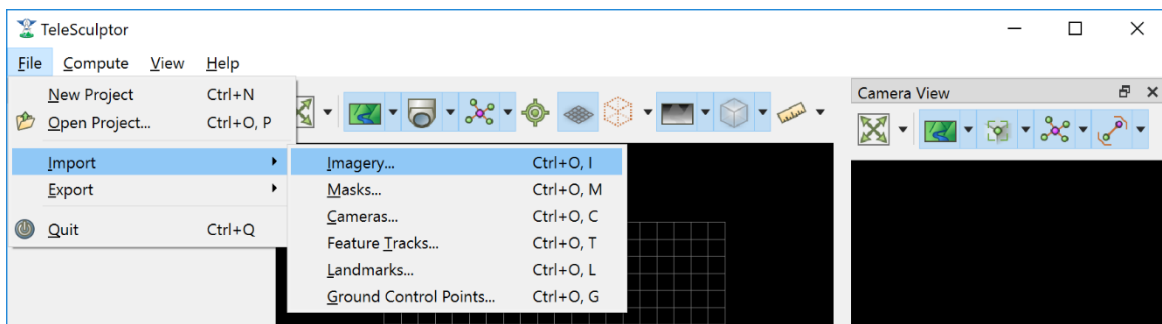 TeleSculptor
File Compute View Help
New Project Ctrl+N
Open Project... Ctrl+O, P
Import
Export
Quit Ctrl+Q
Imagery... Ctrl+O, I
Masks... Ctrl+O, M
Cameras... Ctrl+O, C
Feature Tracks... Ctrl+O, T
Landmarks... Ctrl+O, L
Ground Control Points... Ctrl+O, G
Camera View